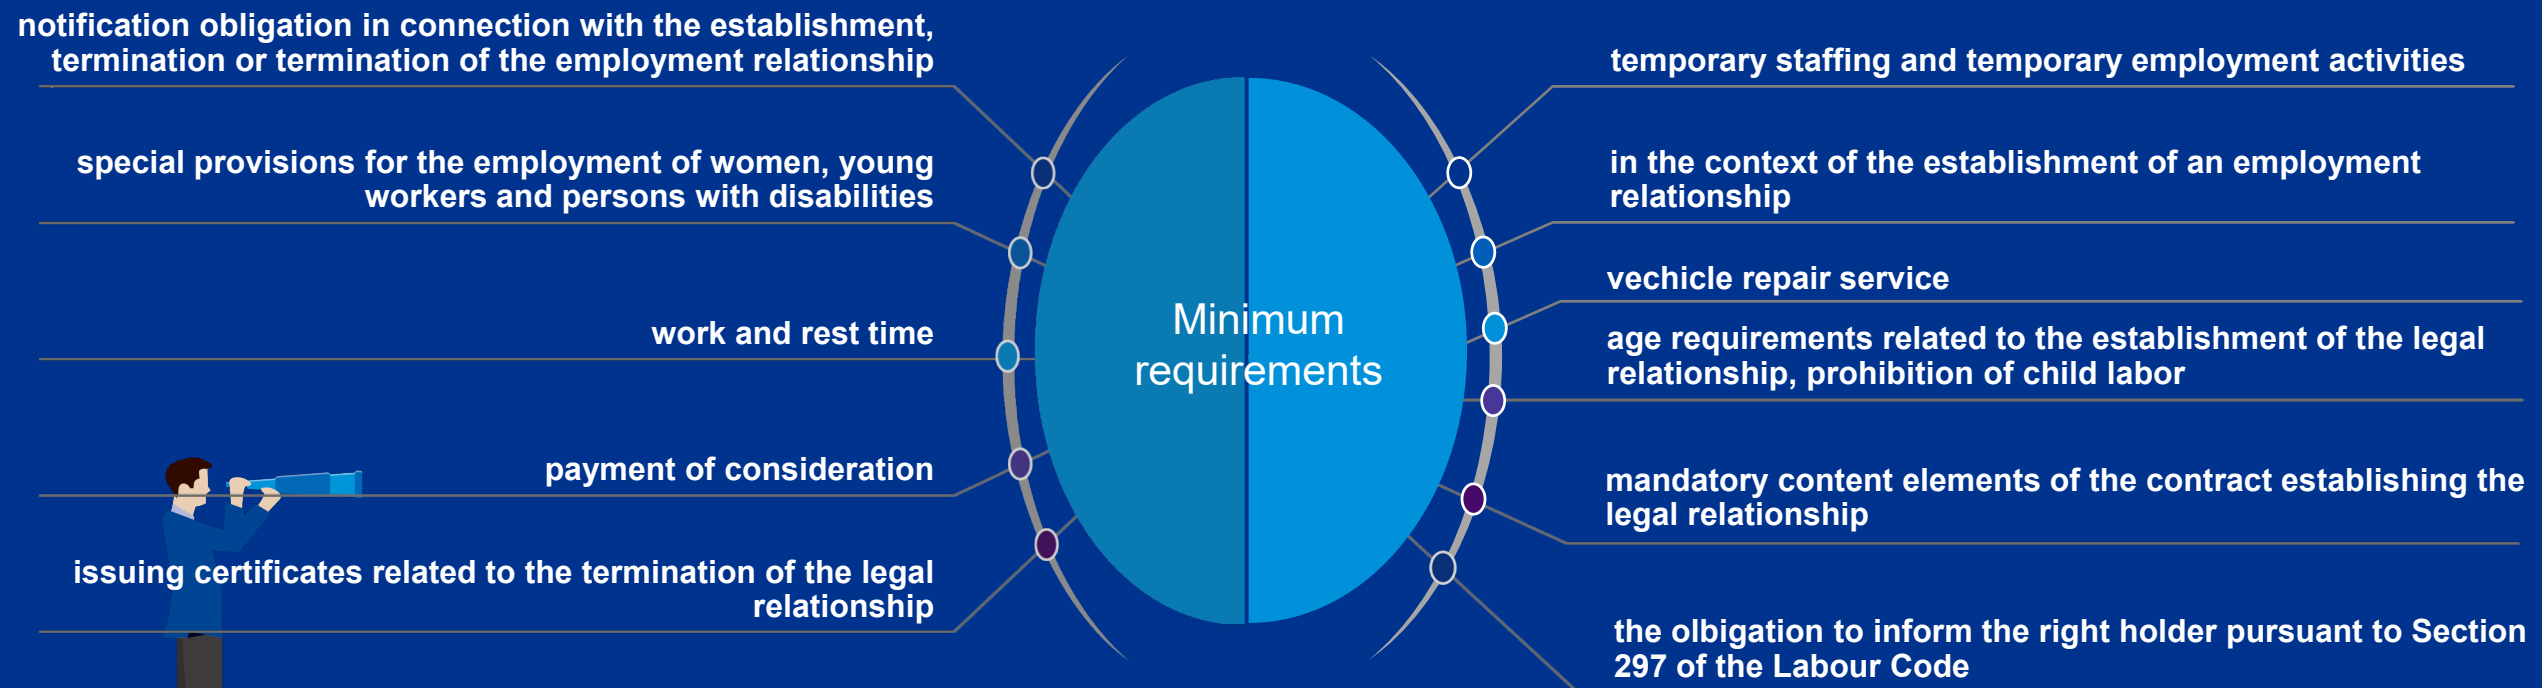 notification obligation in connection with the establishment,
termination or termination of the employment relationship
special provisions for the employment of women, young
workers and persons with disabilities
work and rest time
payment of consideration
issuing certificates related to the termination of the legal
relationship
Minimum
requirements
temporary staffing and temporary employment activities
in the context of the establishment of an employment
relationship
vechicle repair service
age requirements related to the establishment of the legal
relationship, prohibition of child labor
mandatory content elements of the contract establishing the
legal relationship
the olbigation to inform the right holder pursuant to Section
297 of the Labour Code